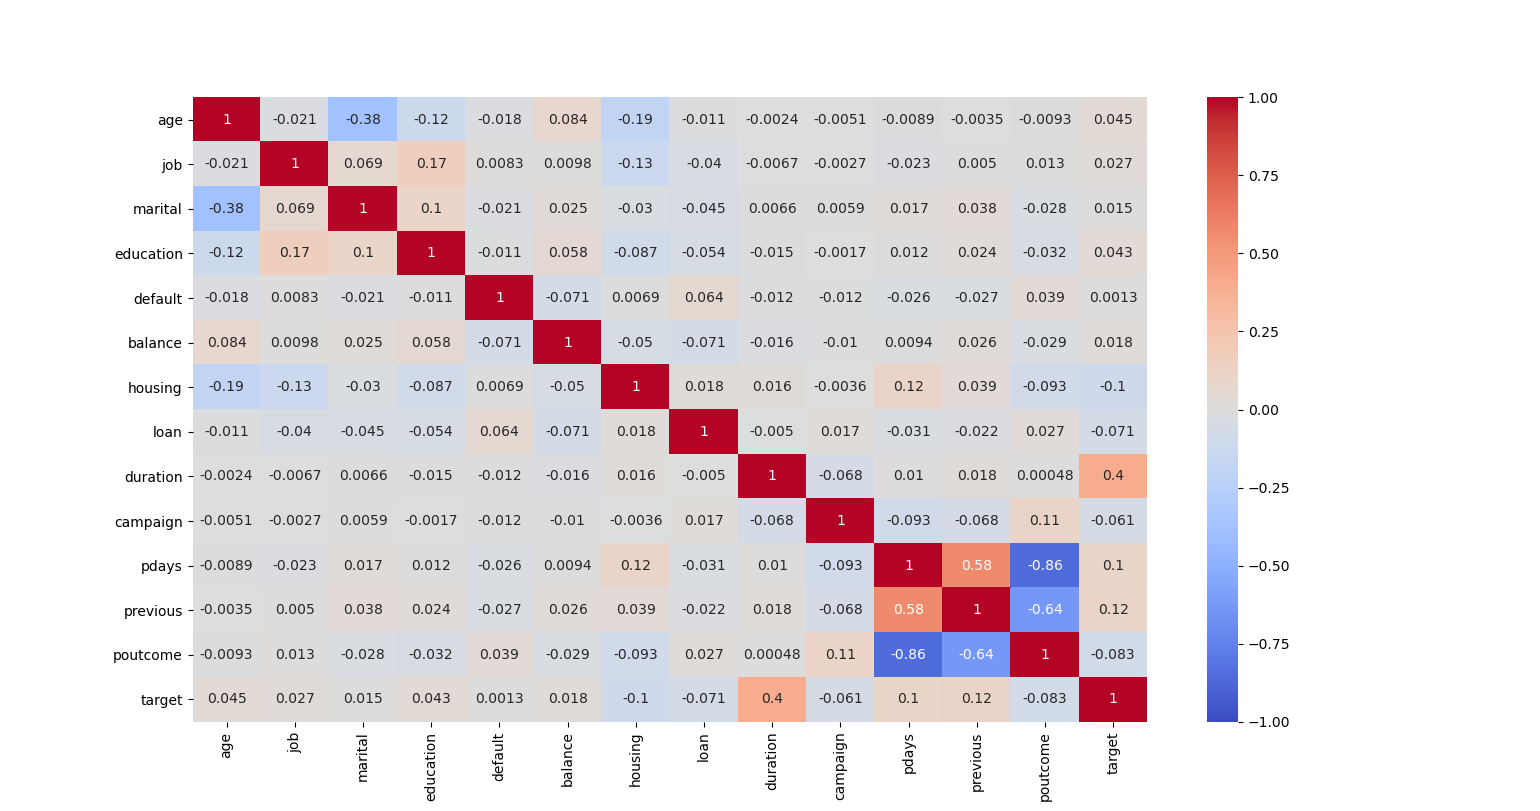 age 1 -0.021 -0.38 -0.12 -0.018 0.084 -0.19 -0.011 -0.0024 -0.0051 -0.0089 -0.0035 -0.0093 0.045 1.00
job -0.021 1 0.069 0.17 0.0083 0.0098 -0.13 -0.04 -0.0067 -0.0027 -0.023 0.005 0.013 0.027 0.75
marital -0.38 0.069 1 0.1 -0.021 0.025 -0.03 -0.045 0.0066 0.0059 0.017 0.038 -0.028 0.015
education -0.12 0.17 0.1 1 -0.011 0.058 -0.087 -0.054 -0.015 -0.0017 0.012 0.024 -0.032 0.043 0.50
default -0.018 0.0083 -0.021 -0.011 1 -0.071 0.0069 0.064 -0.012 -0.012 -0.026 -0.027 0.039 0.0013
balance 0.084 0.0098 0.025 0.058 -0.071 1 -0.05 -0.071 -0.016 -0.01 0.0094 0.026 -0.029 0.018 0.25
housing -0.19 -0.13 -0.03 -0.087 0.0069 -0.05 1 0.018 0.016 -0.0036 0.12 0.039 -0.093 -0.1 0.00
loan -0.011 -0.04 -0.045 -0.054 0.064 -0.071 0.018 1 -0.005 0.017 -0.031 -0.022 0.027 -0.071
duration -0.0024 -0.0067 0.0066 -0.015 -0.012 -0.016 0.016 -0.005 1 -0.068 0.01 0.018 0.00048 0.4 −0.25
campaign -0.0051 -0.0027 0.0059 -0.0017 -0.012 -0.01 -0.0036 0.017 -0.068 1 -0.093 -0.068 0.11 -0.061
pdays -0.0089 -0.023 0.017 0.012 -0.026 0.0094 0.12 -0.031 0.01 -0.093 1 0.58 -0.86 0.1 −0.50
previous -0.0035 0.005 0.038 0.024 -0.027 0.026 0.039 -0.022 0.018 -0.068 0.58 1 -0.64 0.12
poutcome -0.0093 0.013 -0.028 -0.032 0.039 -0.029 -0.093 0.027 0.00048 0.11 -0.86 -0.64 1 -0.083 −0.75
target 0.045 0.027 0.015 0.043 0.0013 0.018 -0.1 -0.071 0.4 -0.061 0.1 0.12 -0.083 1 −1.00
age job marital education default balance housing loan duration campaign pdays previous poutcome target